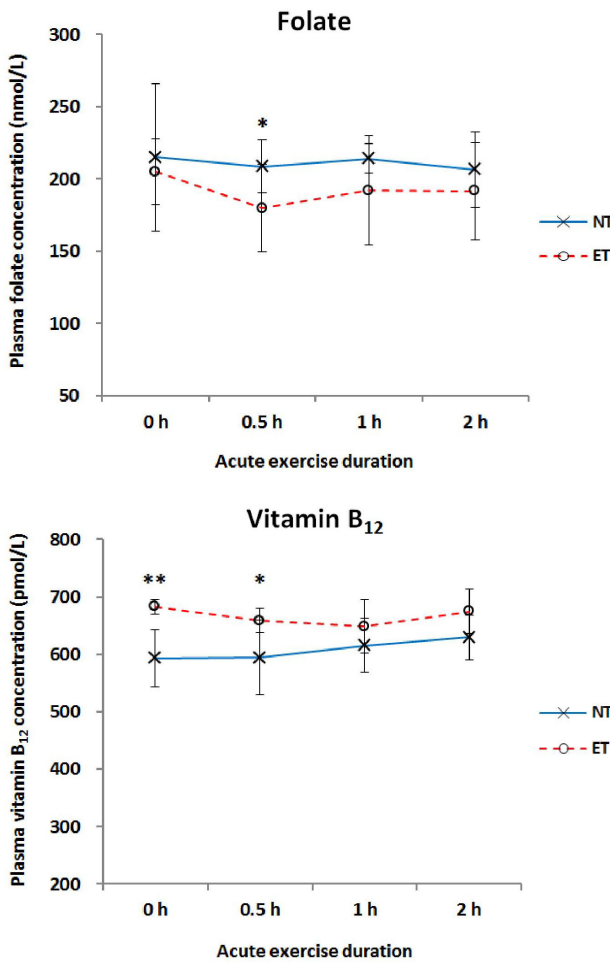 Folate
Plasma folate concentration (nmol/L)
300
250
200
150
100
50
*
0 h 0.5 h 1 h 2 h
Acute exercise duration
NT
ET
Vitamin B₁₂
Plasma vitamin B₁₂ concentration (pmol/L)
800
700
600
500
400
300
200
** *
0 h 0.5 h 1 h 2 h
Acute exercise duration
NT
ET